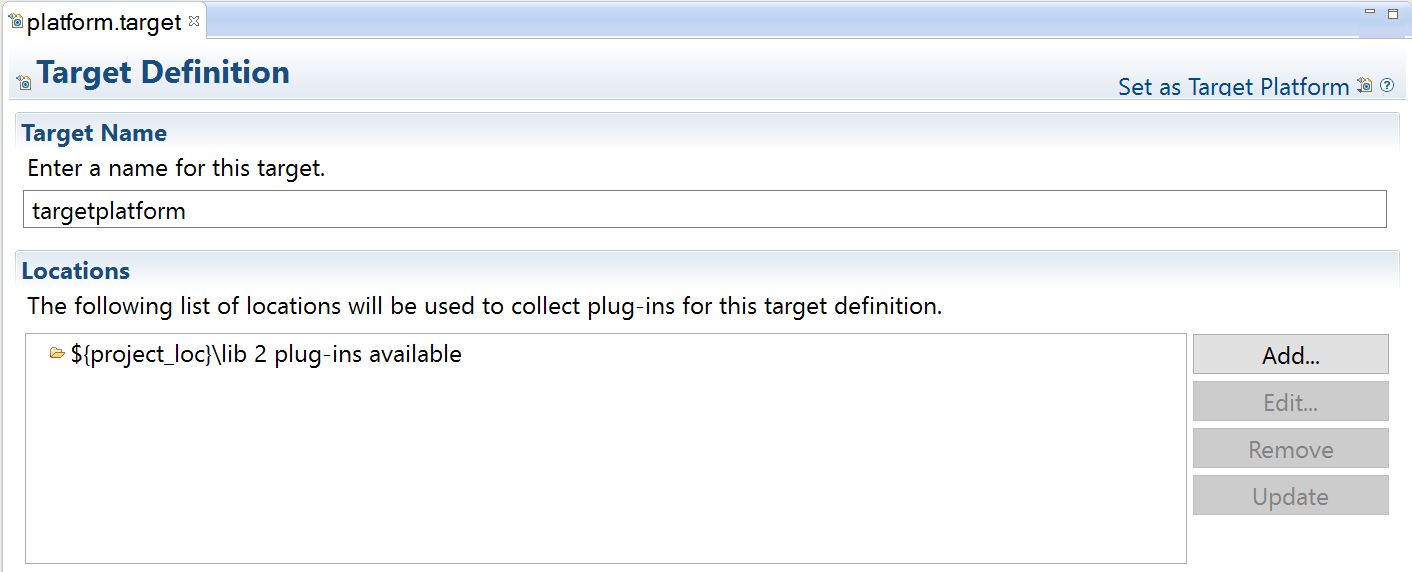 platform.target
Target Definition
Set as Target Platform
Target Name
Enter a name for this target.
targetplatform
Locations
The following list of locations will be used to collect plug-ins for this target definition.
${project_loc}\lib 2 plug-ins available
Add...
Edit...
Remove
Update